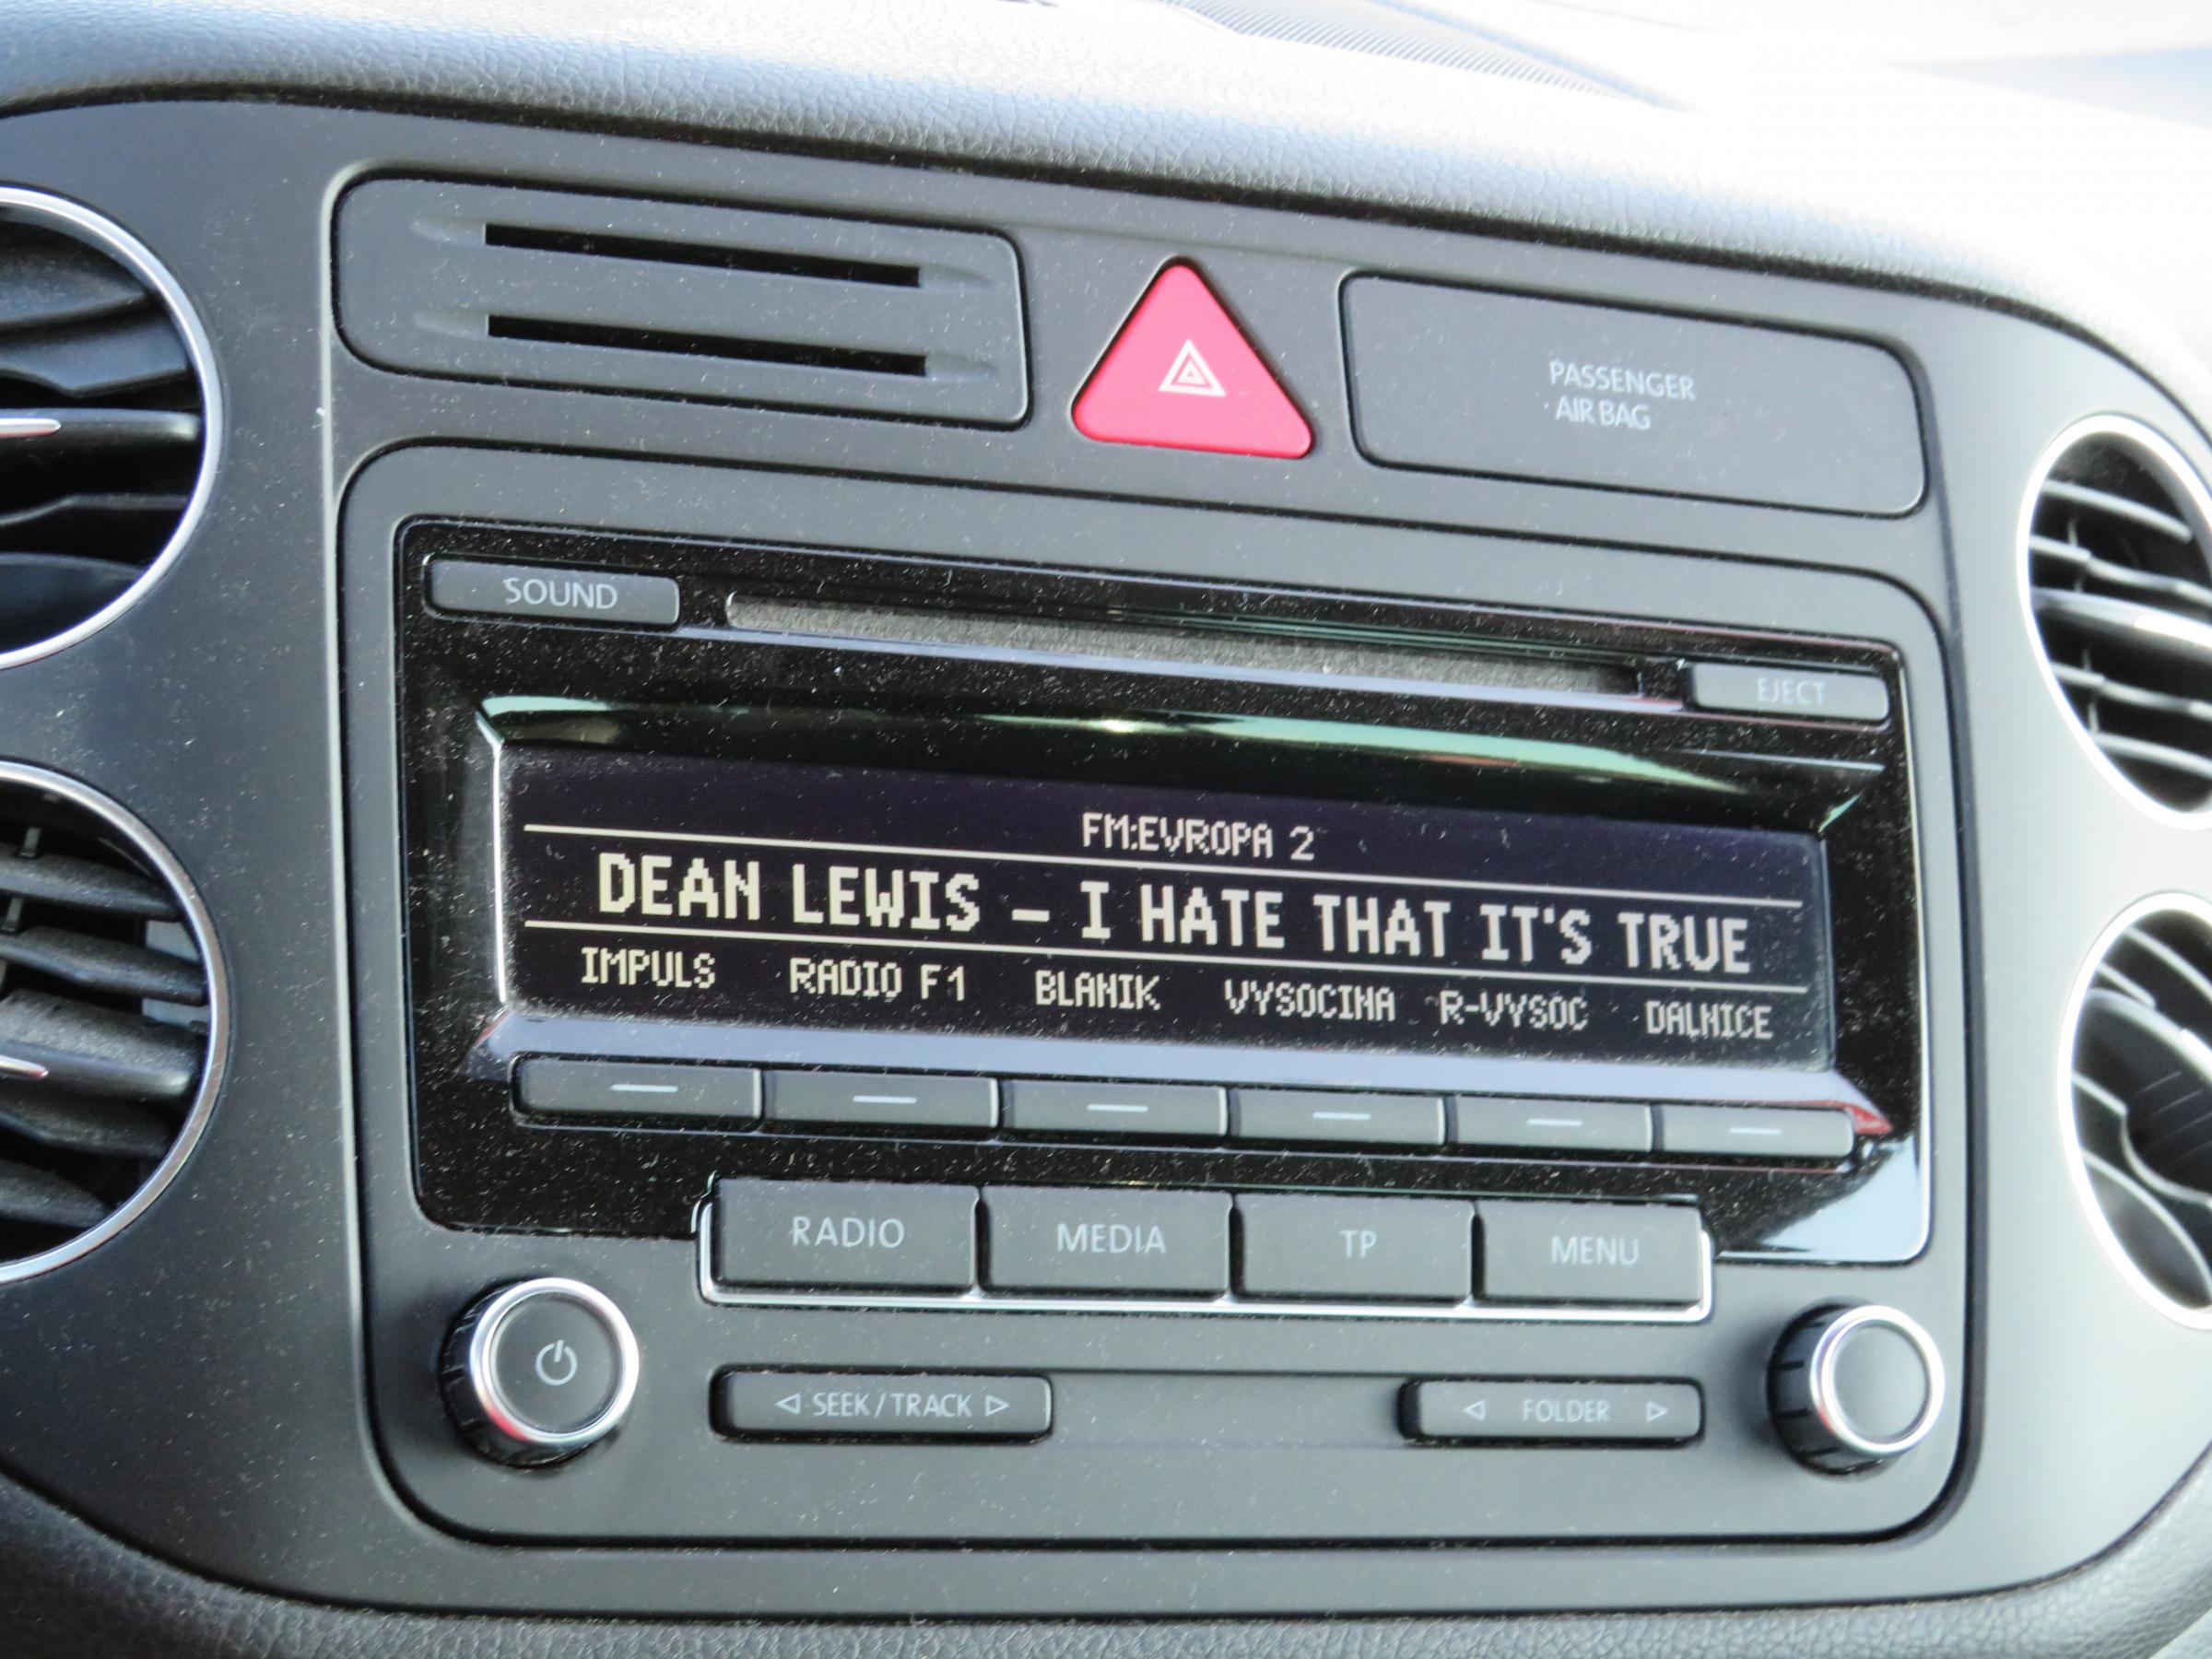 PASSENGER
AIR BAG
SOUND
EJECT
FM:EVROPA 2
DEAN LEWIS - I HATE THAT IT'S TRUE
IMPULS RADIO F1 BLANIK VYSOCINA R-VYSOC DALNICE
RADIO MEDIA TP MENU
SEEK/TRACK FOLDER